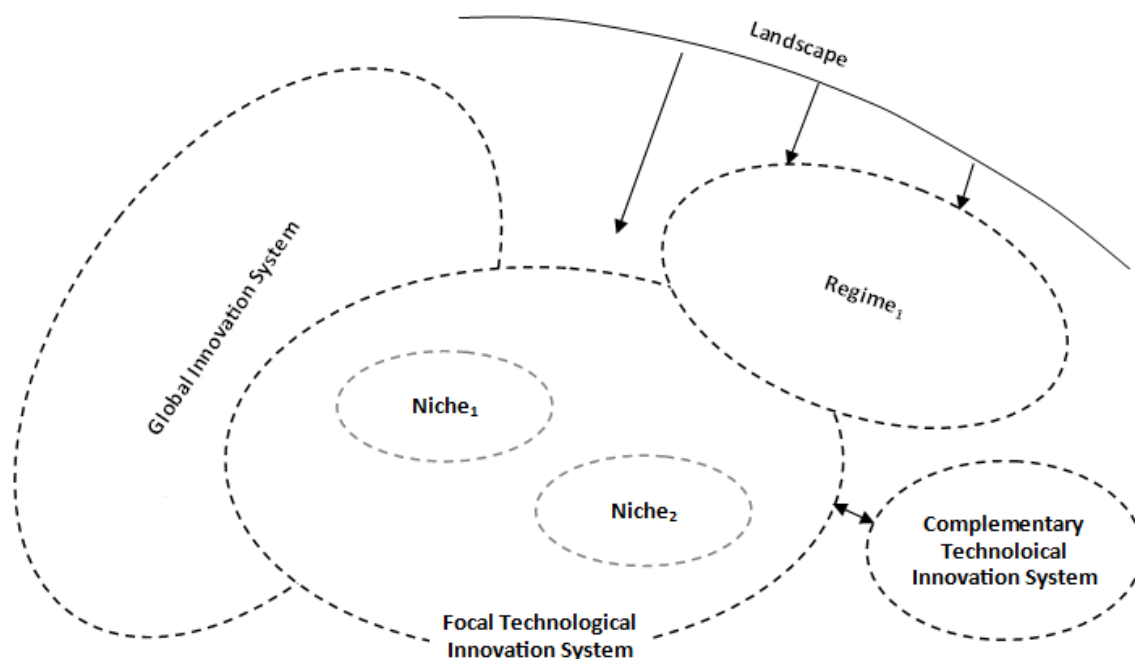 Landscape
Global Innovation System
Regime₁
Niche₁
Niche₂
Complementary
Technoloical
Innovation System
Focal Technological
Innovation System